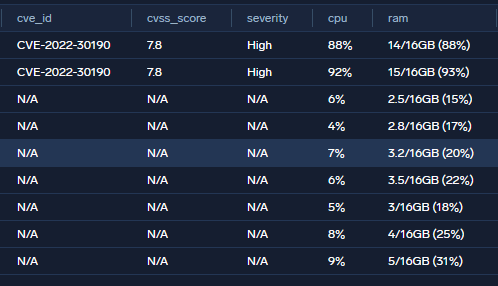 cve_id cvss_score severity cpu ram
CVE-2022-30190 7.8 High 88% 14/16GB (88%)
CVE-2022-30190 7.8 High 92% 15/16GB (93%)
N/A N/A N/A 6% 2.5/16GB (15%)
N/A N/A N/A 4% 2.8/16GB (17%)
N/A N/A N/A 7% 3.2/16GB (20%)
N/A N/A N/A 6% 3.5/16GB (22%)
N/A N/A N/A 5% 3/16GB (18%)
N/A N/A N/A 8% 4/16GB (25%)
N/A N/A N/A 9% 5/16GB (31%)